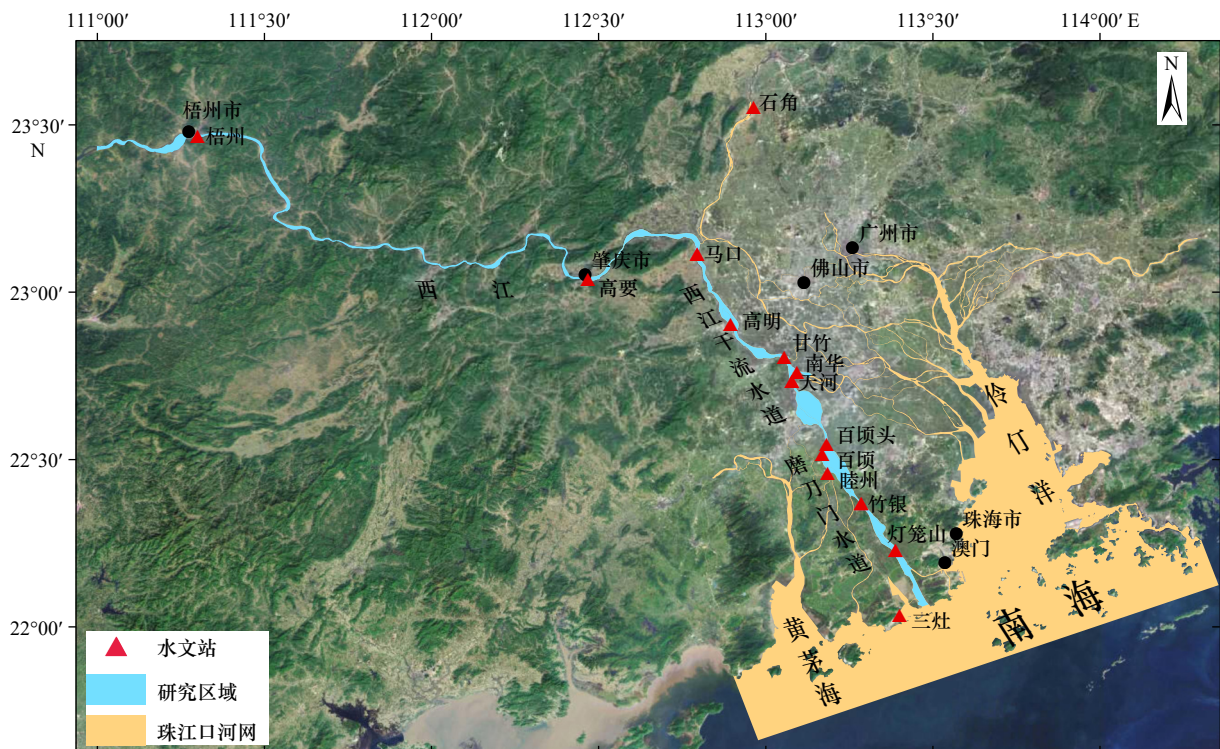 111°00′ 111°30′ 112°00′ 112°30′ 113°00′ 113°30′ 114°00′ E
N
石角
梧州市
23°30′
梧州
N
广州市
马口
肇庆市
佛山市
23°00′
高要
西江
西江干流水道
高明
甘竹
南华
天河
伶仃洋
百顷头
22°30′
百顷
睦州
磨刀门水道
竹银
珠海市
灯笼山
澳门
南海
22°00′
三灶
黄茅海
水文站
研究区域
珠江口河网